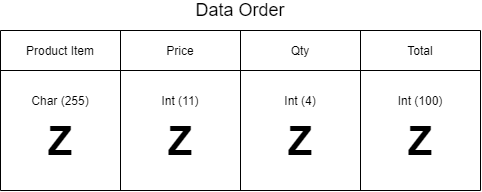 Data Order
Product Item Price Qty Total
Char (255) Int (11) Int (4) Int (100)
Z Z Z Z